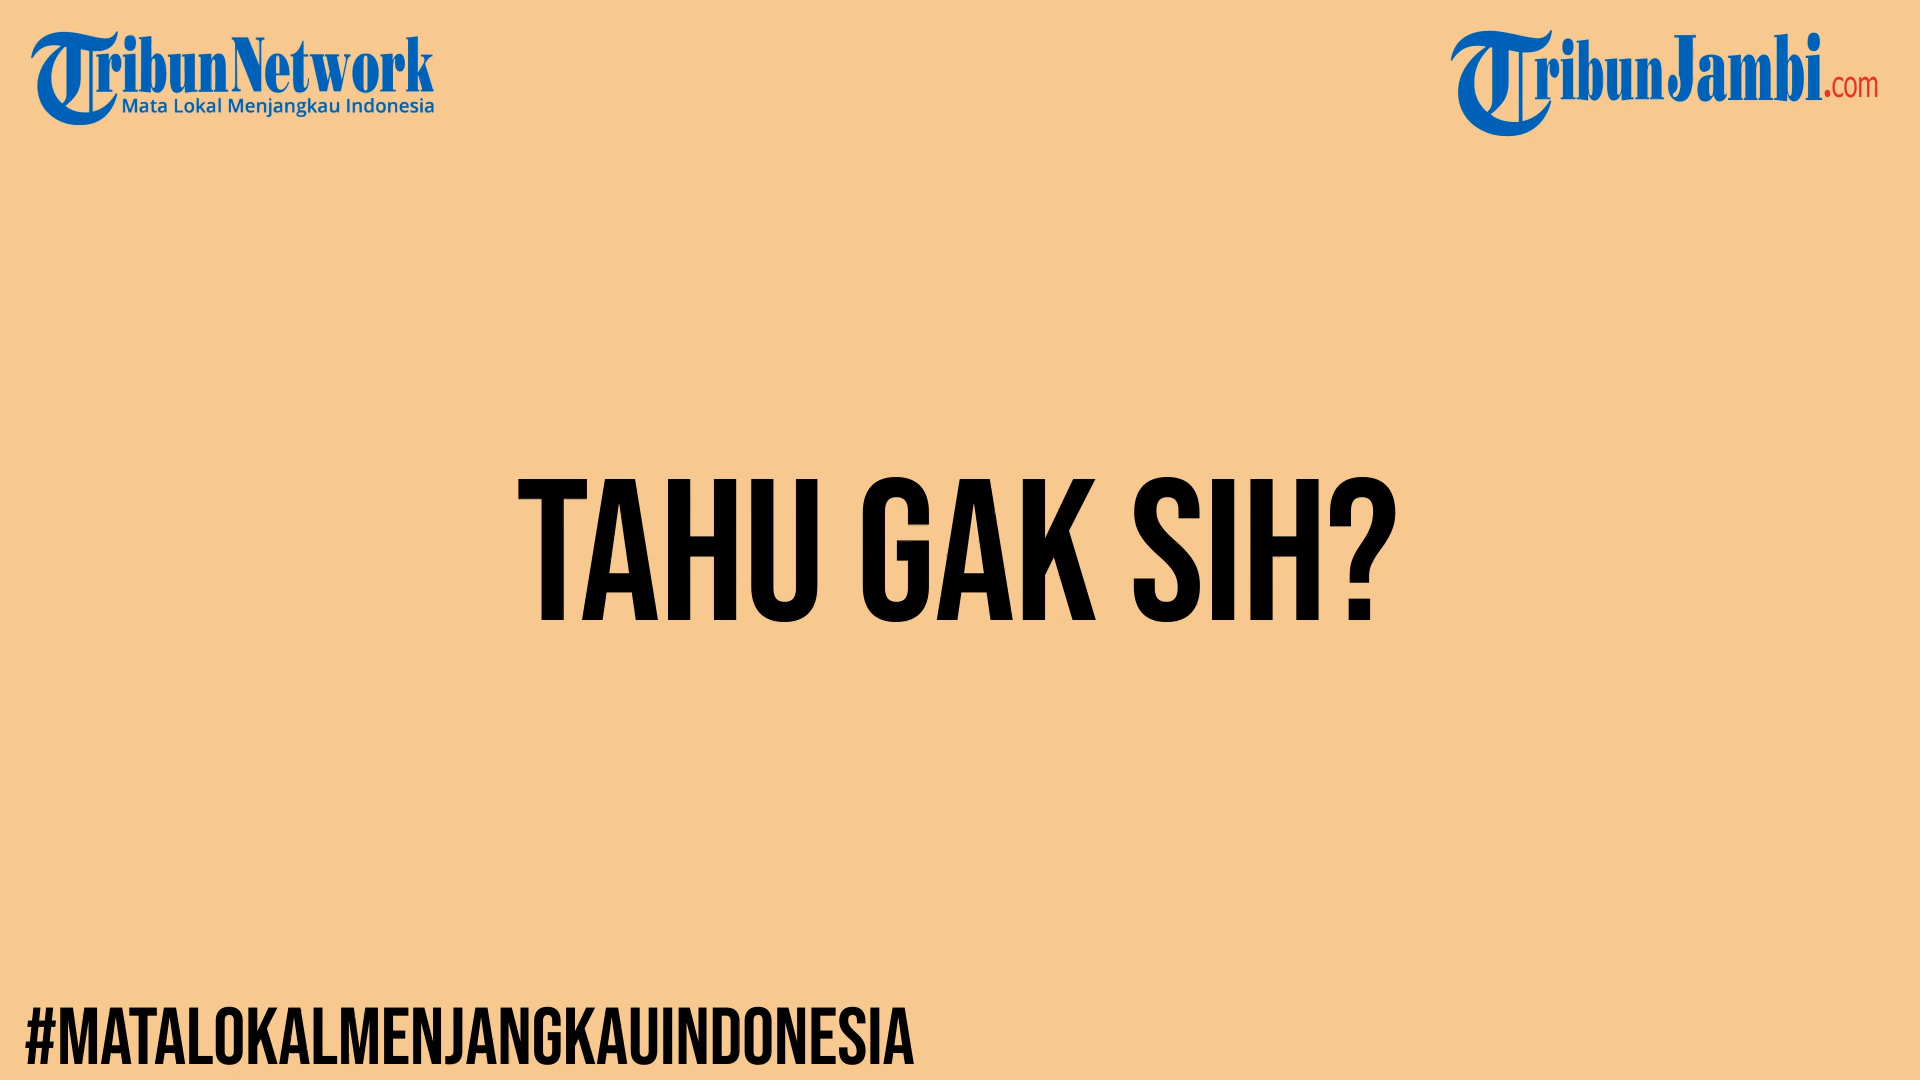 TribunNetwork
Mata Lokal Menjangkau Indonesia
TribunJambi.com
TAHU GAK SIH?
#MATALOKALMENJANGKAUINDONESIA